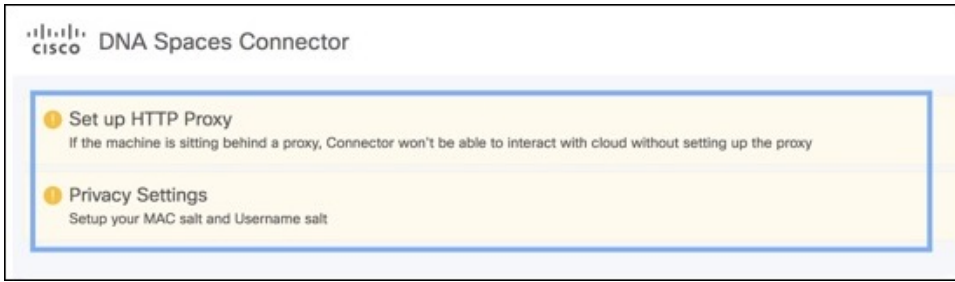 cisco DNA Spaces Connector
Set up HTTP Proxy
If the machine is sitting behind a proxy, Connector won't be able to interact with cloud without setting up the proxy
Privacy Settings
Setup your MAC salt and Username salt